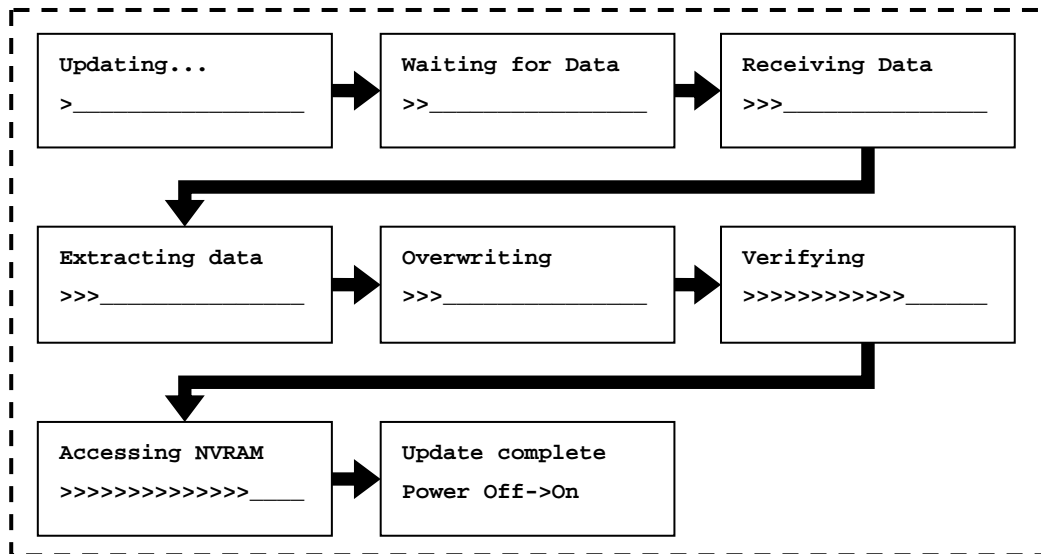 Updating...
>_________________
Waiting for Data
>>________________
Receiving Data
>>>_______________
Extracting data
>>>_______________
Overwriting
>>>_______________
Verifying
>>>>>>>>>>>>______
Accessing NVRAM
>>>>>>>>>>>>>>____
Update complete
Power Off->On